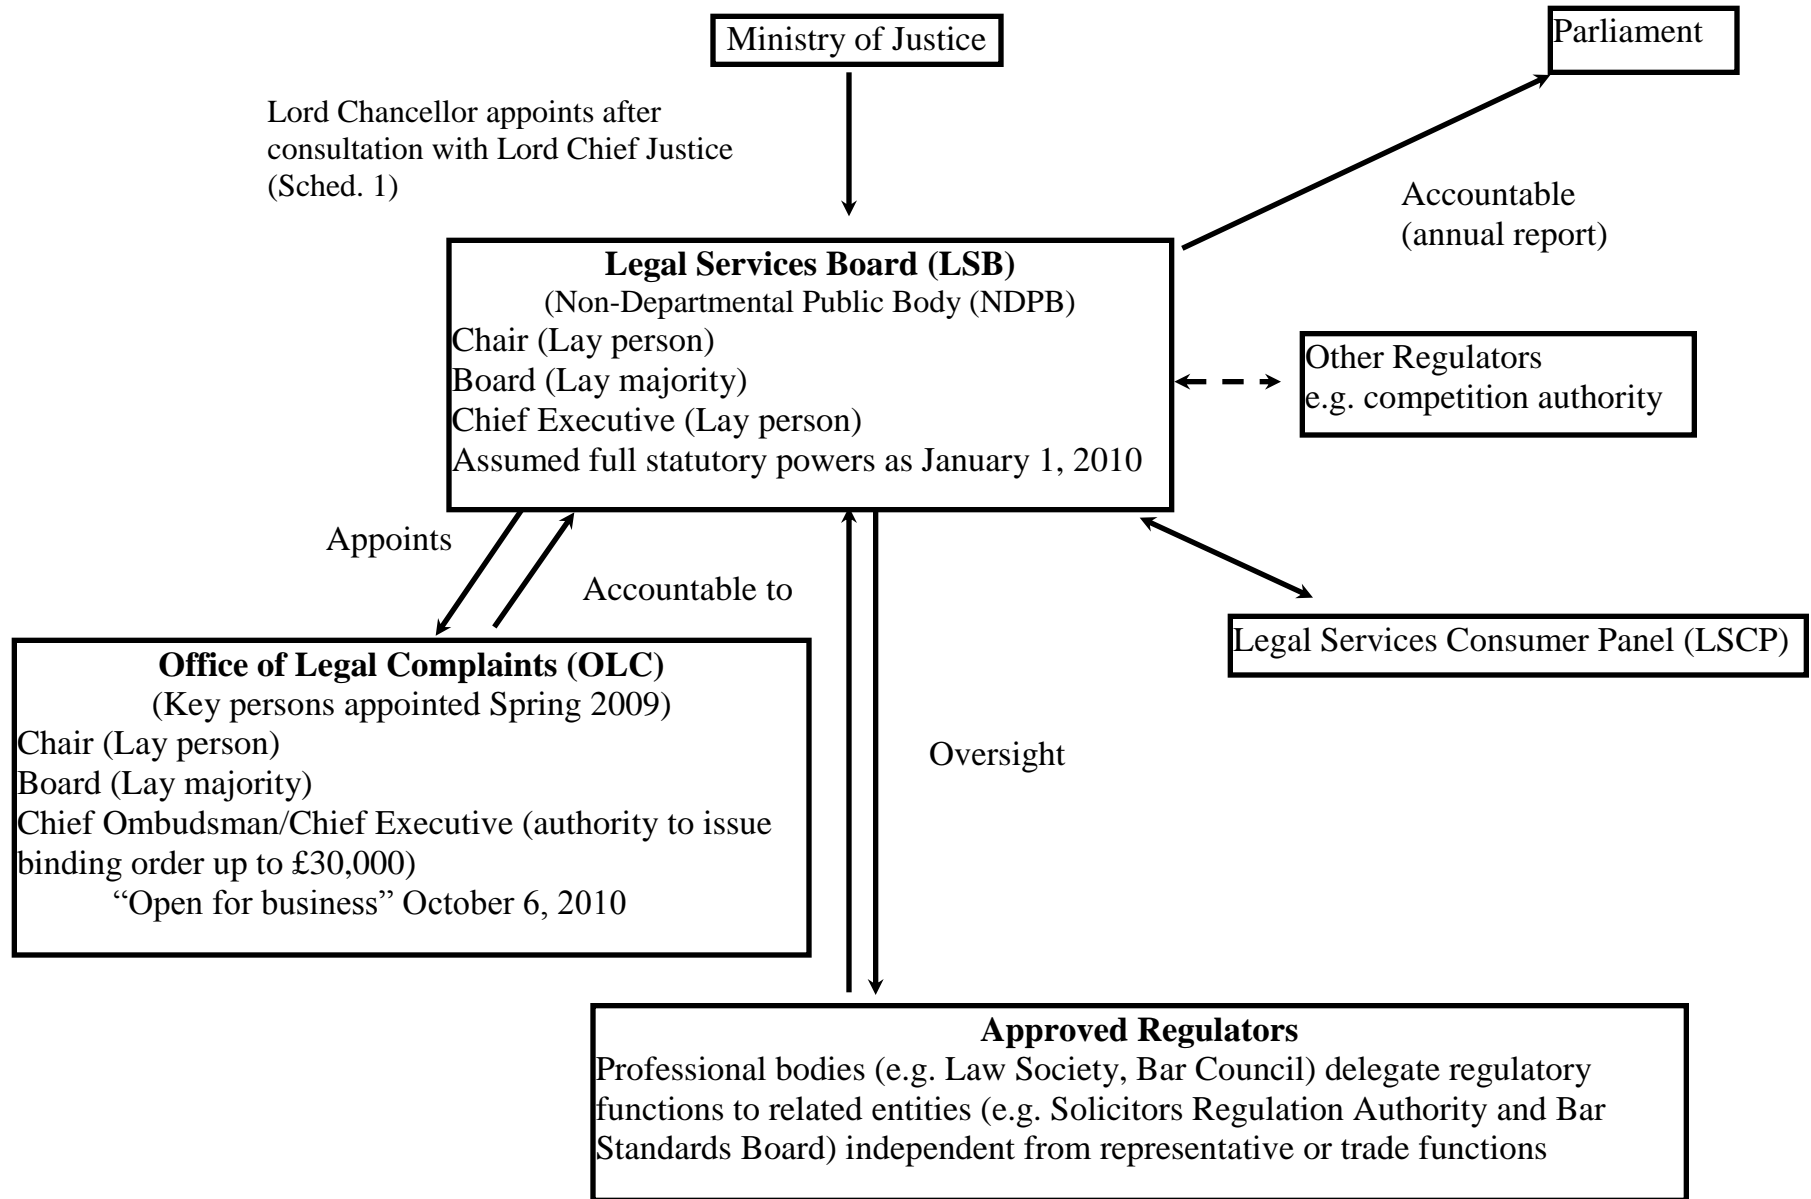 Ministry of Justice
Parliament
Lord Chancellor appoints after
consultation with Lord Chief Justice
(Sched. 1)
Accountable
(annual report)
Legal Services Board (LSB)
(Non-Departmental Public Body (NDPB)
Chair (Lay person)
Board (Lay majority)
Chief Executive (Lay person)
Assumed full statutory powers as January 1, 2010
Other Regulators
e.g. competition authority
Appoints
Accountable to
Legal Services Consumer Panel (LSCP)
Office of Legal Complaints (OLC)
(Key persons appointed Spring 2009)
Chair (Lay person)
Board (Lay majority)
Chief Ombudsman/Chief Executive (authority to issue
binding order up to £30,000)
“Open for business” October 6, 2010
Oversight
Approved Regulators
Professional bodies (e.g. Law Society, Bar Council) delegate regulatory
functions to related entities (e.g. Solicitors Regulation Authority and Bar
Standards Board) independent from representative or trade functions